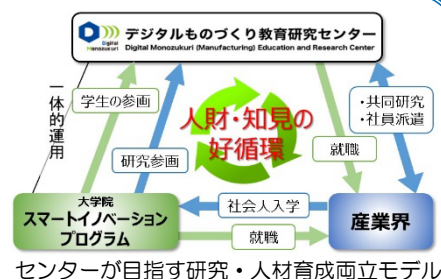 Digital
Monozukuri
デジタルものづくり教育研究センター
Digital Monozukuri (Manufacturing) Education and Research Center
一体的運用
学生の参画
研究参画
人財・知見の
好循環
・共同研究
・社員派遣
就職
大学院
スマートイノベーション
プログラム
社会人入学
就職
産業界
センターが目指す研究・人材育成両立モデル